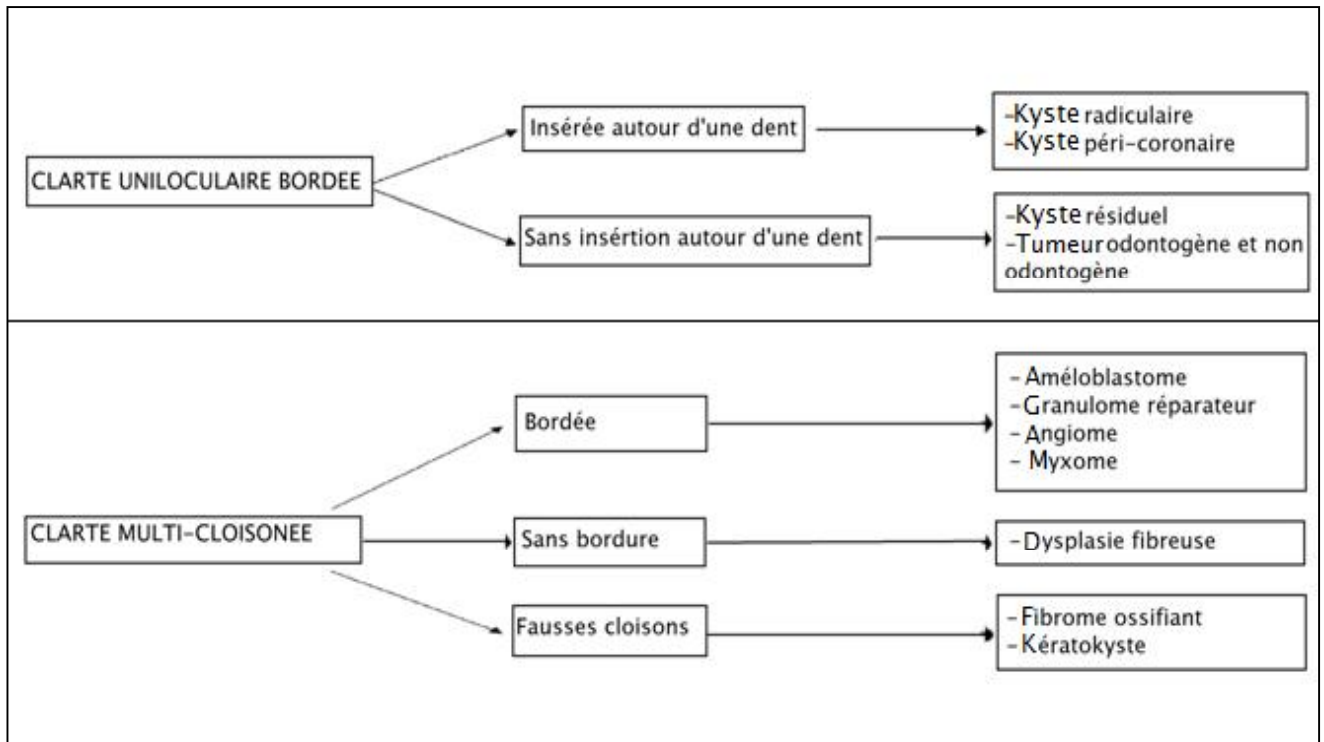 CLARTE UNILOCULAIRE BORDEE
Insérée autour d'une dent
-Kyste radiculaire
-Kyste péri-coronaire
Sans insértion autour d'une dent
-Kyste résiduel
-Tumeur odontogène et non
odontogène
CLARTE MULTI-CLOISONEE
Bordée
- Améloblastome
-Granulome réparateur
- Angiome
- Myxome
Sans bordure
-Dysplasie fibreuse
Fausses cloisons
-Fibrome ossifiant
-Kératokyste